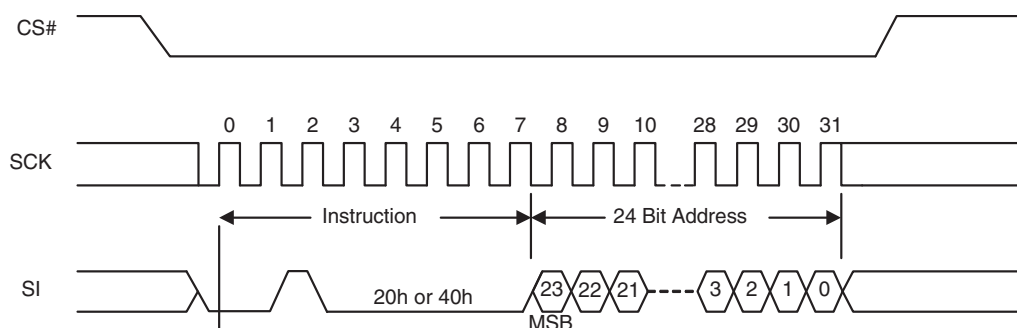 CS#
0 1 2 3 4 5 6 7 8 9 10 28 29 30 31
SCK
Instruction 24 Bit Address
SI 20h or 40h 23 22 21 3 2 1 0
MSB